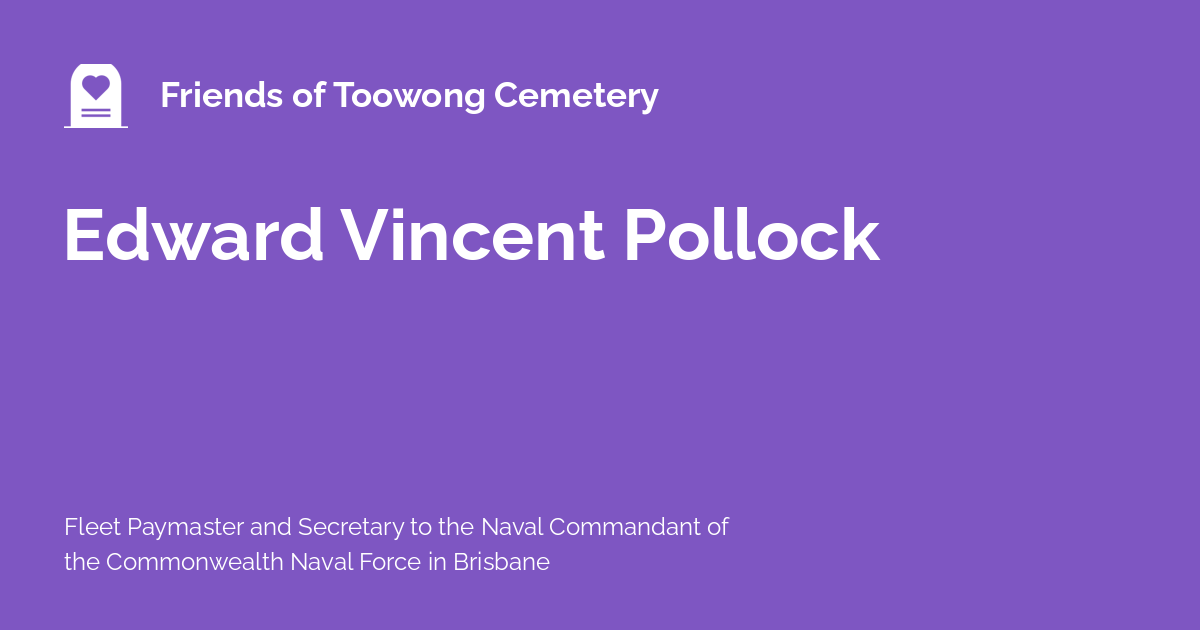 Friends of Toowong Cemetery
Edward Vincent Pollock
Fleet Paymaster and Secretary to the Naval Commandant of
the Commonwealth Naval Force in Brisbane